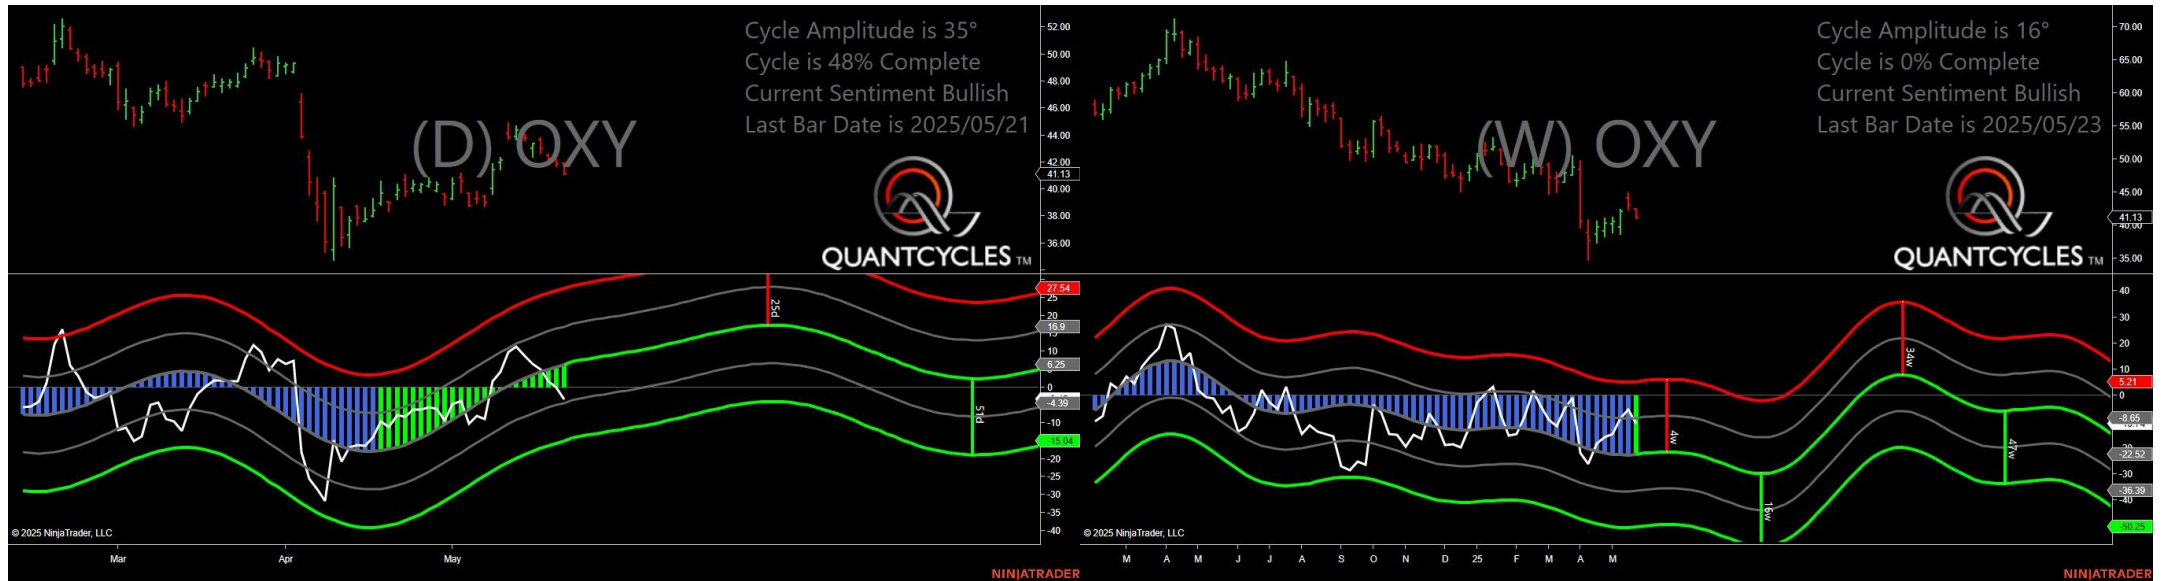 Cycle Amplitude is 35°
Cycle is 48% Complete
Current Sentiment Bullish
Last Bar Date is 2025/05/21
(D) OXY
QUANTCYCLES TM
52.00
50.00
48.00
46.00
44.00
42.00
41.13
40.00
38.00
36.00
27.54
25
20
16.9
10
6.25
0
-4.39
-10
-15.04
-20
-25
-30
-35
-40
25d
51d
© 2025 NinjaTrader, LLC
Mar
Apr
May
NINJATRADER
Cycle Amplitude is 16°
Cycle is 0% Complete
Current Sentiment Bullish
Last Bar Date is 2025/05/23
(W) OXY
QUANTCYCLES TM
70.00
65.00
60.00
55.00
50.00
45.00
41.13
40.00
35.00
40
30
20
10
5.21
0
-8.65
-22.52
-30
-36.39
-40
-50.25
4w
16w
34w
47w
© 2025 NinjaTrader, LLC
M A M J J A S O N D 25 F M A M
NINJATRADER